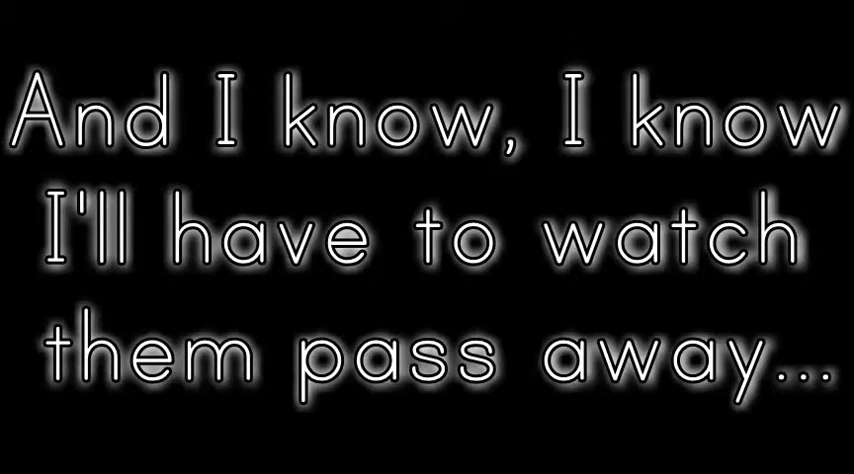 And I know, I know
I'll have to watch
them pass away...